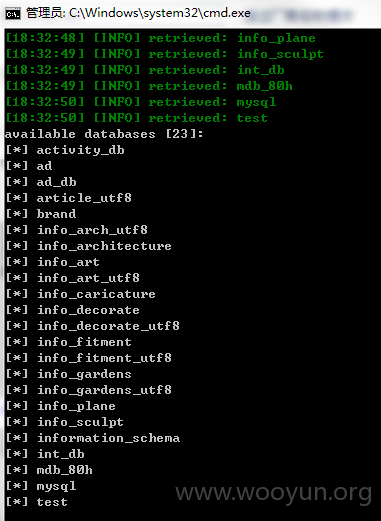 管理员: C:\Windows\system32\cmd.exe
[18:32:48] [INFO] retrieved: info_plane
[18:32:49] [INFO] retrieved: info_sculpt
[18:32:49] [INFO] retrieved: int_db
[18:32:49] [INFO] retrieved: mdb_80h
[18:32:50] [INFO] retrieved: mysql
[18:32:50] [INFO] retrieved: test
available databases [23]:
[*] activity_db
[*] ad
[*] ad_db
[*] article_utf8
[*] brand
[*] info_arch_utf8
[*] info_architecture
[*] info_art
[*] info_art_utf8
[*] info_caricature
[*] info_decorate
[*] info_decorate_utf8
[*] info_fitment
[*] info_fitment_utf8
[*] info_gardens
[*] info_gardens_utf8
[*] info_plane
[*] info_sculpt
[*] information_schema
[*] int_db
[*] mdb_80h
[*] mysql
[*] test
www.wooyun.org